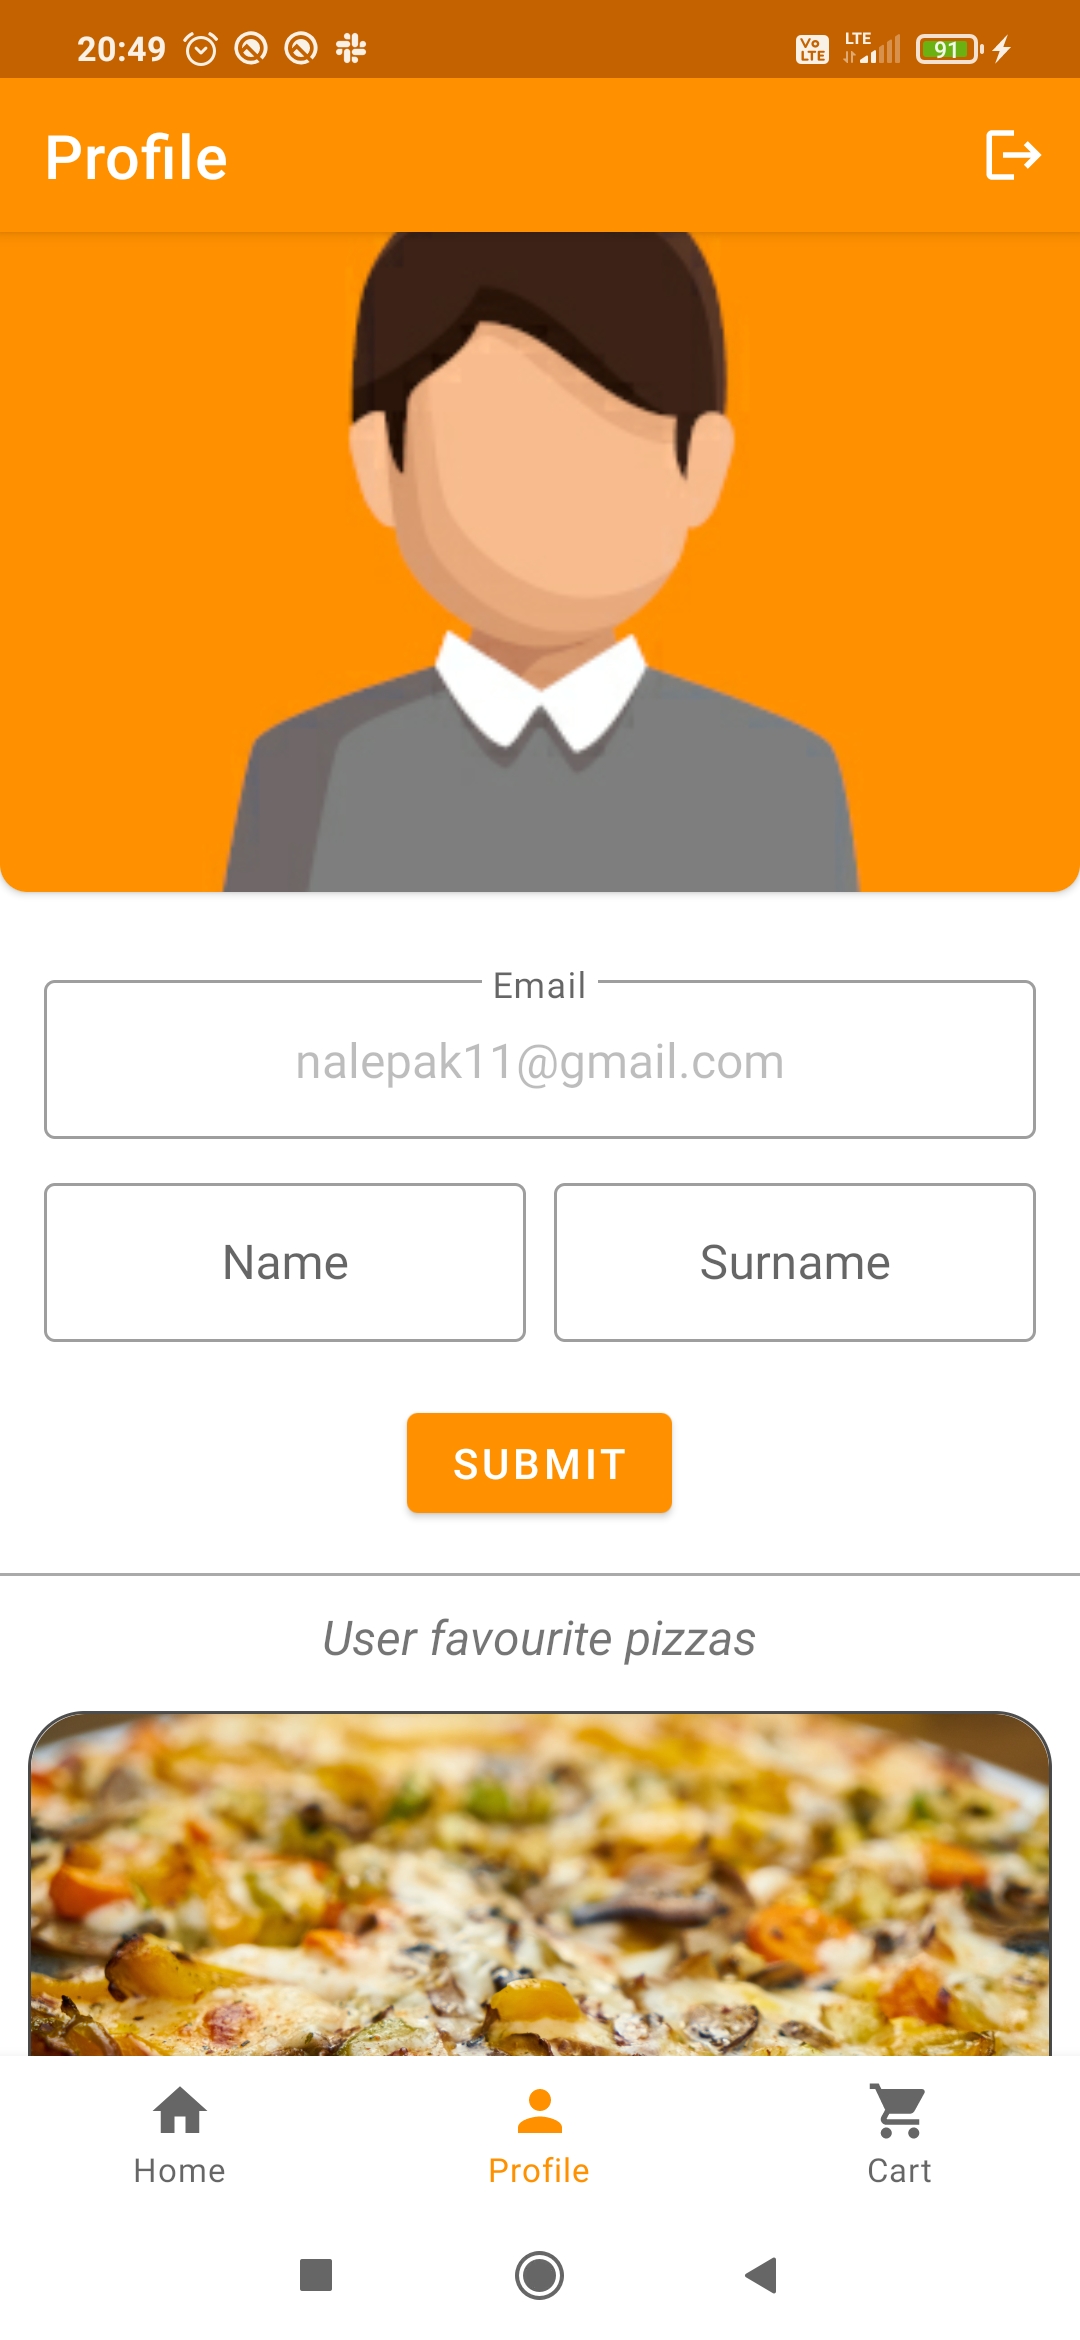 20:49 Vo LTE LTE 91
Profile
Email
nalepak11@gmail.com
Name Surname
SUBMIT
User favourite pizzas
Home Profile Cart